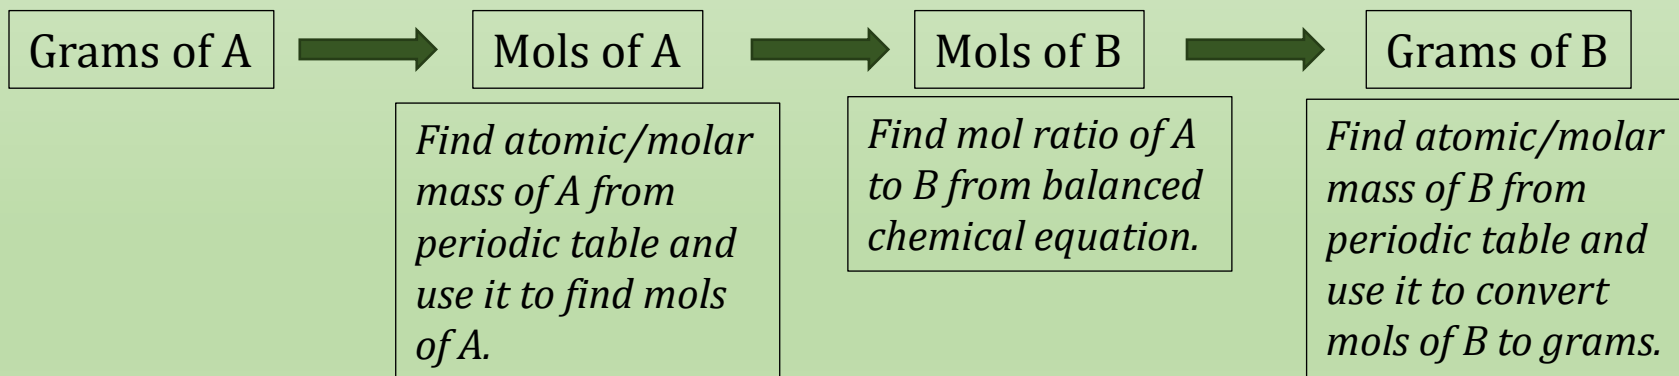 Grams of A
Mols of A
Mols of B
Grams of B
Find atomic/molar
mass of A from
periodic table and
use it to find mols
of A.
Find mol ratio of A
to B from balanced
chemical equation.
Find atomic/molar
mass of B from
periodic table and
use it to convert
mols of B to grams.